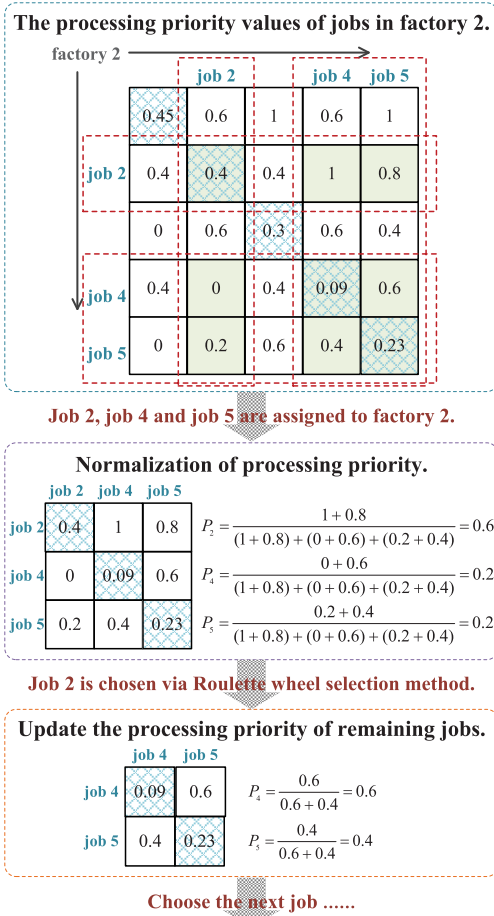 The processing priority values of jobs in factory 2.
factory 2
job 2 job 4 job 5
0.45 0.6 1 0.6 1
job 2 0.4 0.4 0.4 1 0.8
0 0.6 0.3 0.6 0.4
job 4 0.4 0 0.4 0.09 0.6
job 5 0 0.2 0.6 0.4 0.23
Job 2, job 4 and job 5 are assigned to factory 2.
Normalization of processing priority.
job 2 job 4 job 5
job 2 0.4 1 0.8
P_2 = \frac{1+0.8}{(1+0.8)+(0+0.6)+(0.2+0.4)} = 0.6
job 4 0 0.09 0.6
P_4 = \frac{0+0.6}{(1+0.8)+(0+0.6)+(0.2+0.4)} = 0.2
job 5 0.2 0.4 0.23
P_5 = \frac{0.2+0.4}{(1+0.8)+(0+0.6)+(0.2+0.4)} = 0.2
Job 2 is chosen via Roulette wheel selection method.
Update the processing priority of remaining jobs.
job 4 job 5
job 4 0.09 0.6
P_4 = \frac{0.6}{0.6+0.4} = 0.6
job 5 0.4 0.23
P_5 = \frac{0.4}{0.6+0.4} = 0.4
Choose the next job ......